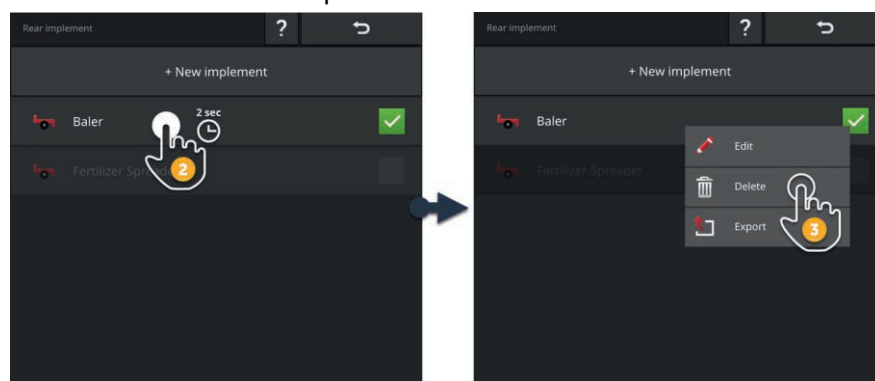 Rear implement ?
+ New implement
Baler 2 sec
2
Fertilizer Spreader
Rear implement ?
+ New implement
Baler
Edit
Fertilizer Spreader
Delete
Export 3